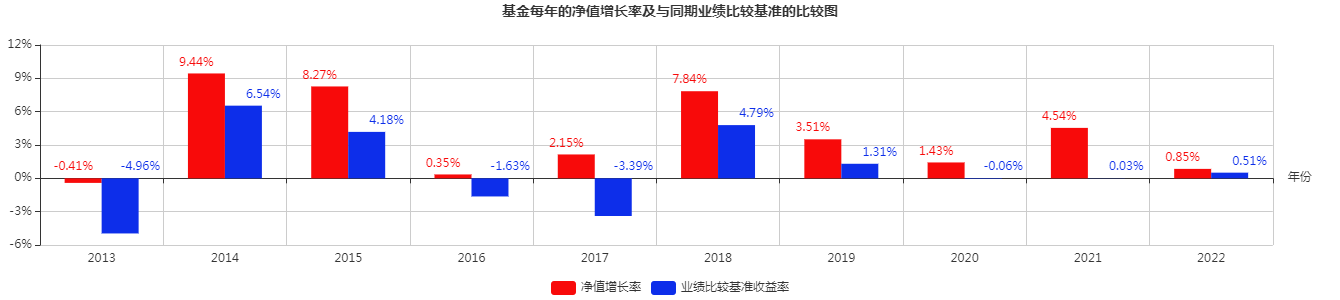 基金每年的净值增长率及与同期业绩比较基准的比较图
12%
9%
6%
3%
0%
-3%
-6%
-0.41% -4.96% 9.44% 6.54% 8.27% 4.18% 0.35% -1.63% 2.15% -3.39% 7.84% 4.79% 3.51% 1.31% 1.43% -0.06% 4.54% 0.03% 0.85% 0.51%
年份
2013 2014 2015 2016 2017 2018 2019 2020 2021 2022
净值增长率 业绩比较基准收益率